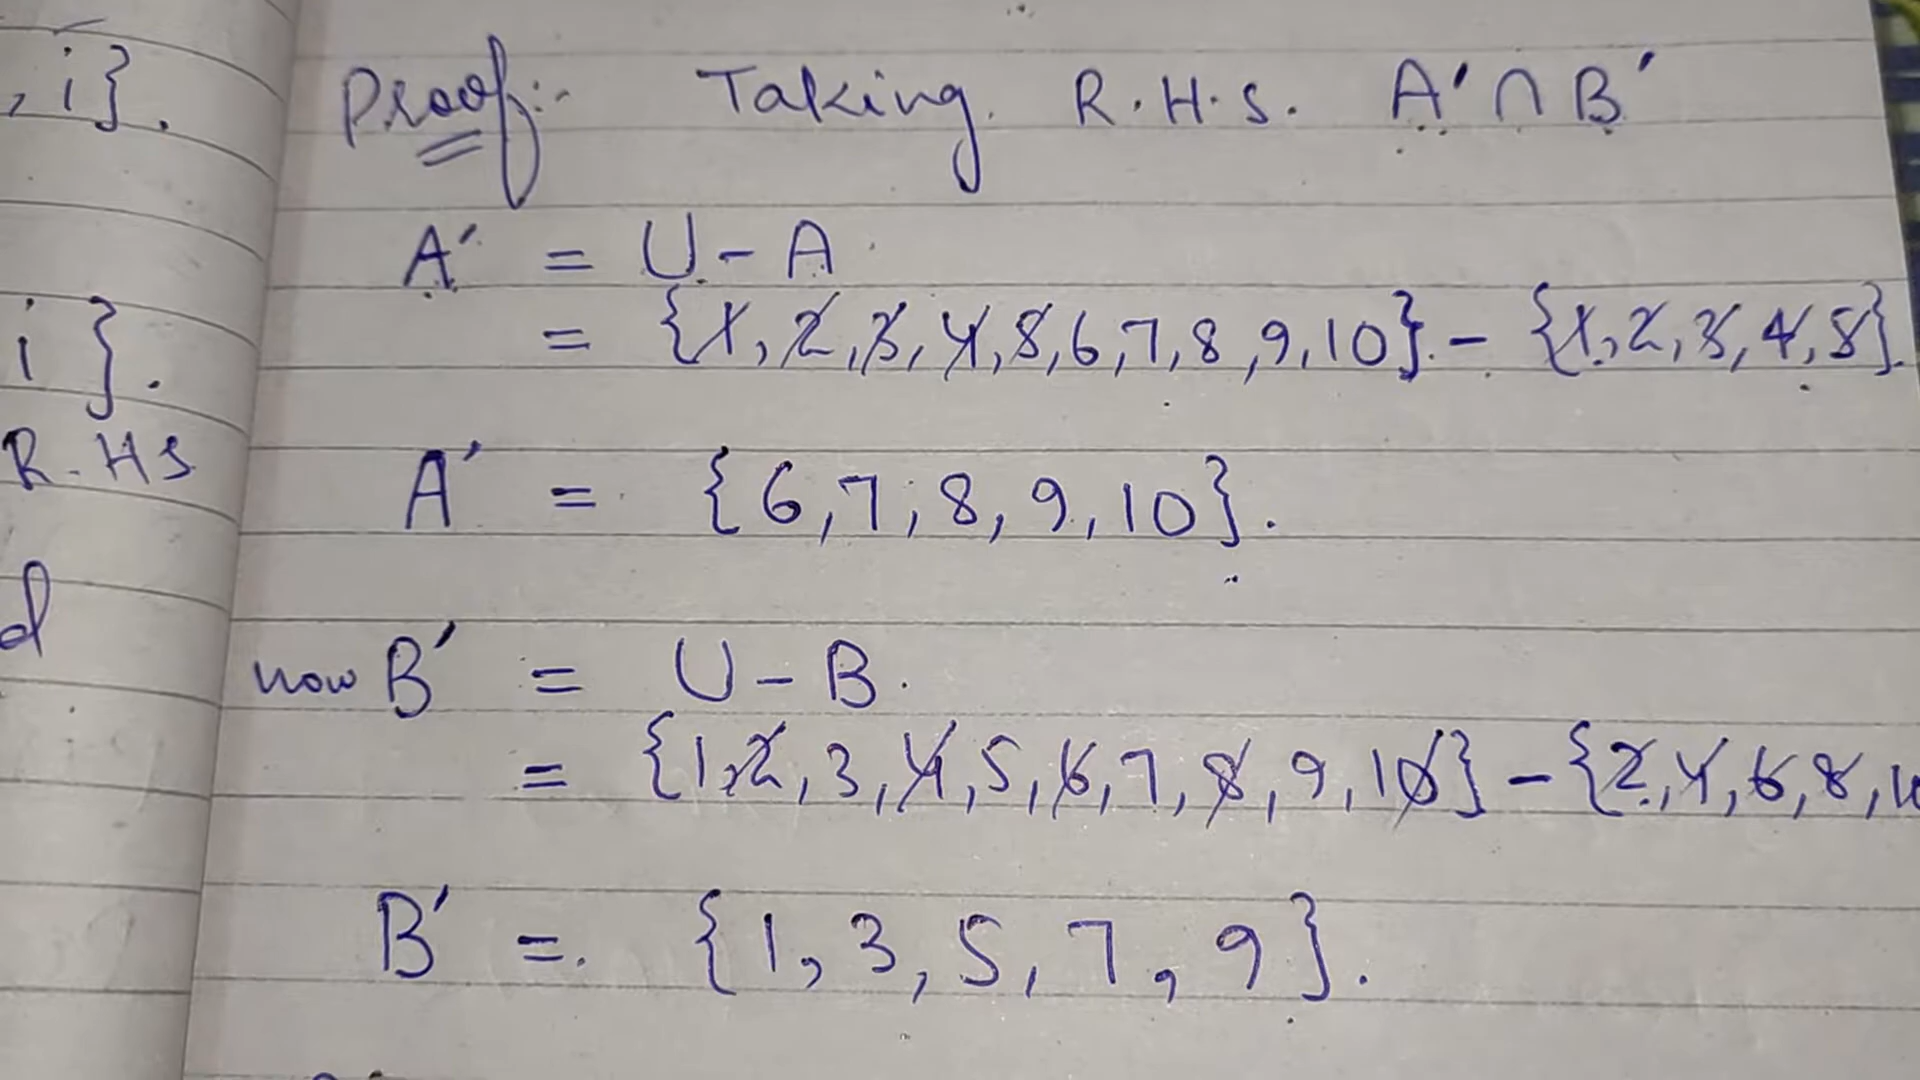 , i}.
i}.
R.HS
d
Proof:- Taking R.H.S. A' ∩ B'
A' = U - A
= {1, 2, 3, 4, 5, 6, 7, 8, 9, 10} - {1, 2, 3, 4, 5}.
A' = {6, 7, 8, 9, 10}.
now B' = U - B.
= {1, 2, 3, 4, 5, 6, 7, 8, 9, 10} - {2, 4, 6, 8, 10
B' = {1, 3, 5, 7, 9}.